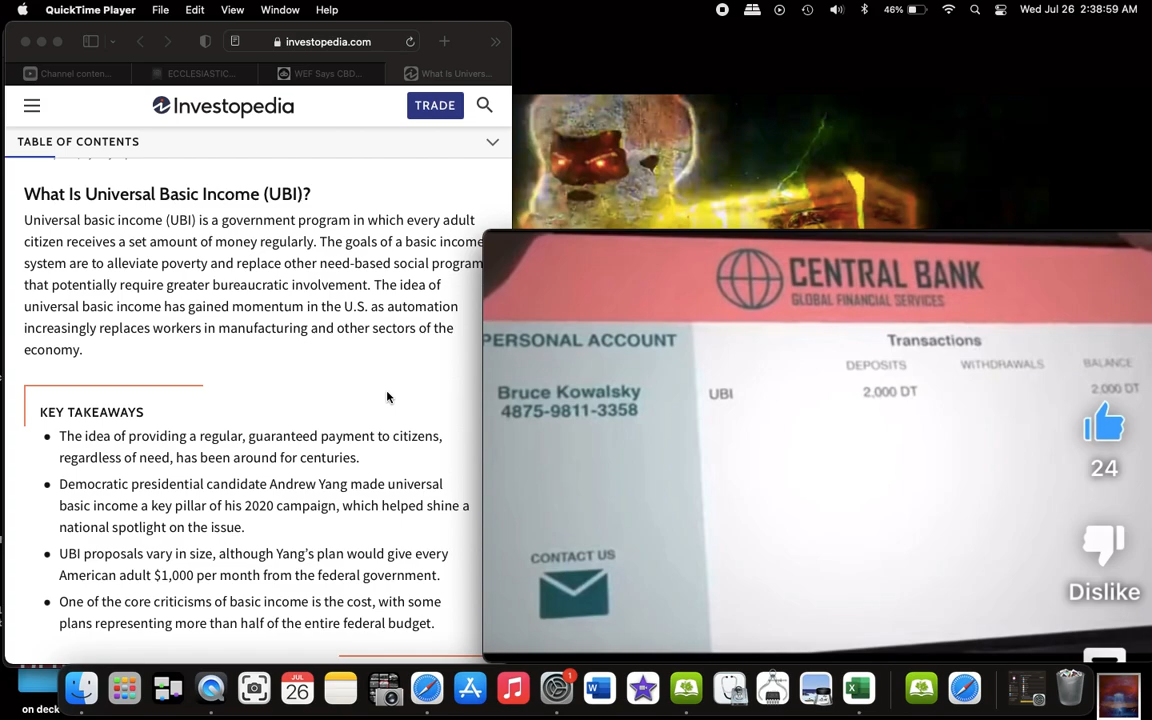 QuickTime Player File Edit View Window Help 46% Wed Jul 26 2:38:59 AM
investopedia.com
Channel conten... ECCLESIASTIC... WEF Says CBD... What Is Univers...
Investopedia TRADE
TABLE OF CONTENTS
What Is Universal Basic Income (UBI)?
Universal basic income (UBI) is a government program in which every adult
citizen receives a set amount of money regularly. The goals of a basic income
system are to alleviate poverty and replace other need-based social program
that potentially require greater bureaucratic involvement. The idea of
universal basic income has gained momentum in the U.S. as automation
increasingly replaces workers in manufacturing and other sectors of the
economy.
KEY TAKEAWAYS
The idea of providing a regular, guaranteed payment to citizens,
regardless of need, has been around for centuries.
Democratic presidential candidate Andrew Yang made universal
basic income a key pillar of his 2020 campaign, which helped shine a
national spotlight on the issue.
UBI proposals vary in size, although Yang's plan would give every
American adult $1,000 per month from the federal government.
One of the core criticisms of basic income is the cost, with some
plans representing more than half of the entire federal budget.
CENTRAL BANK
GLOBAL FINANCIAL SERVICES
PERSONAL ACCOUNT
Transactions
DEPOSITS WITHDRAWALS BALANCE
Bruce Kowalsky
4875-9811-3358
UBI 2,000 DT 2,000 DT
24
CONTACT US
Dislike
JUL
26
1
on deck